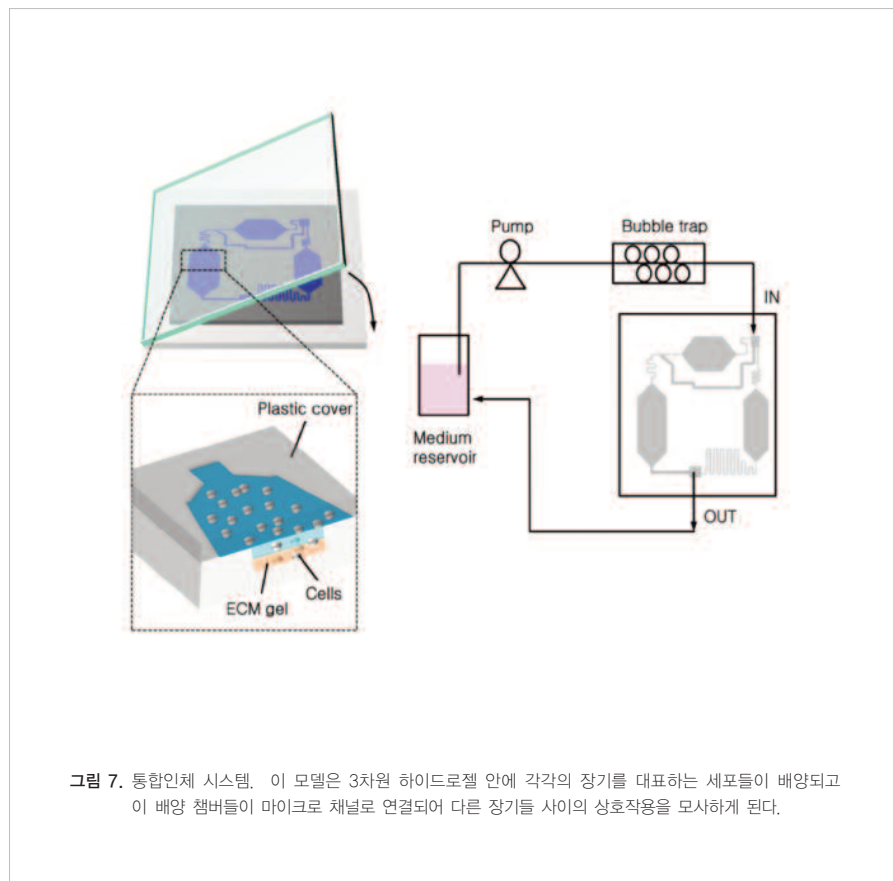 Pump
Bubble trap
IN
Medium
reservoir
OUT
Plastic cover
Cells
ECM gel
그림 7. 통합인체 시스템. 이 모델은 3차원 하이드로젤 안에 각각의 장기를 대표하는 세포들이 배양되고
이 배양 챔버들이 마이크로 채널로 연결되어 다른 장기들 사이의 상호작용을 모사하게 된다.